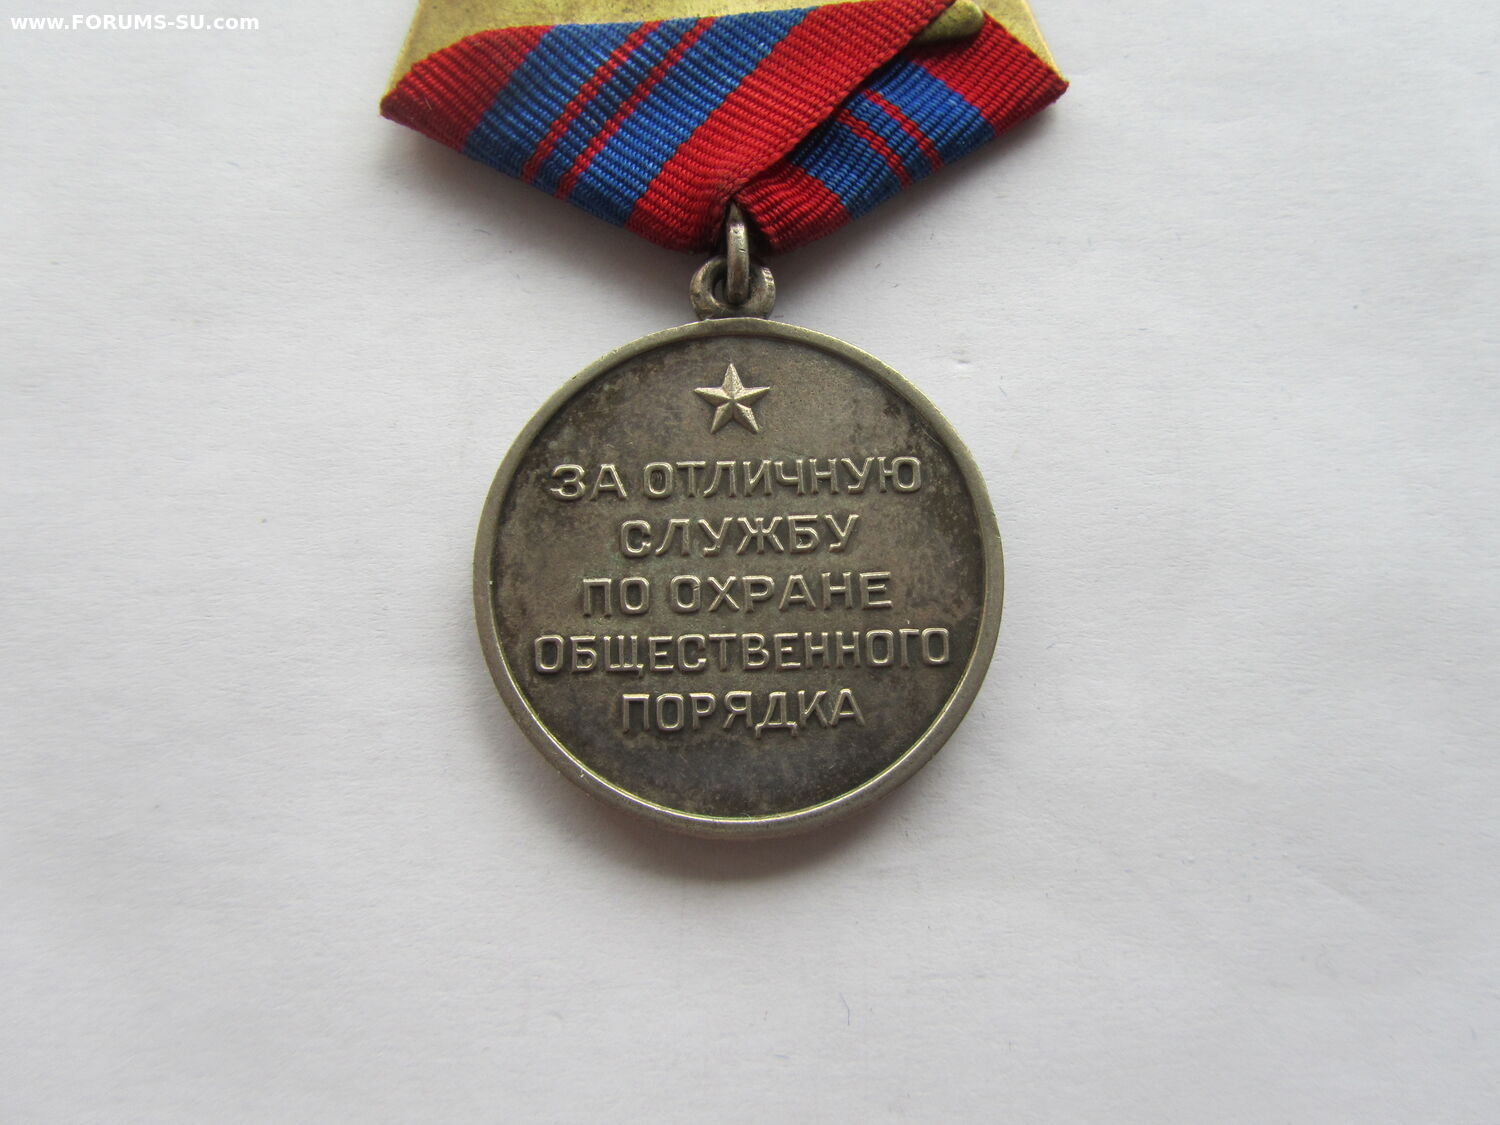 www.FORUMS-SU.com
ЗА ОТЛИЧНУЮ
СЛУЖБУ
ПО ОХРАНЕ
ОБЩЕСТВЕННОГО
ПОРЯДКА